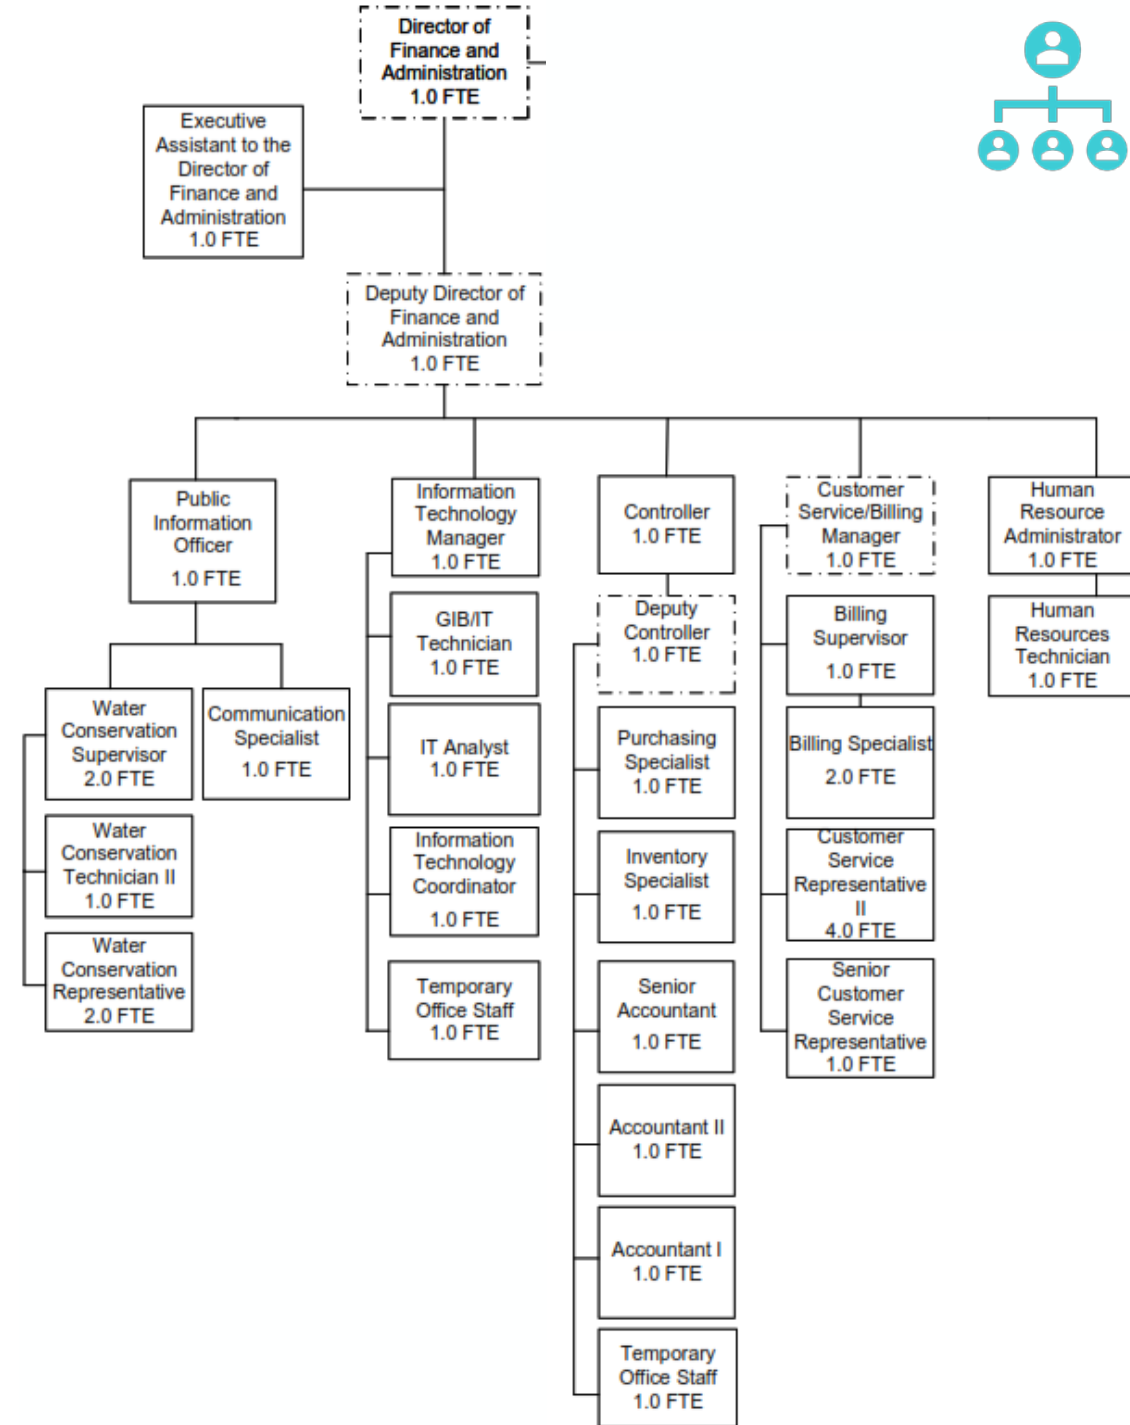 Director of
Finance and
Administration
1.0 FTE
Executive
Assistant to the
Director of
Finance and
Administration
1.0 FTE
Deputy Director of
Finance and
Administration
1.0 FTE
Public
Information
Officer
1.0 FTE
Water
Conservation
Supervisor
2.0 FTE
Water
Conservation
Technician II
1.0 FTE
Water
Conservation
Representative
2.0 FTE
Communication
Specialist
1.0 FTE
Information
Technology
Manager
1.0 FTE
GIB/IT
Technician
1.0 FTE
IT Analyst
1.0 FTE
Information
Technology
Coordinator
1.0 FTE
Temporary
Office Staff
1.0 FTE
Controller
1.0 FTE
Deputy
Controller
1.0 FTE
Purchasing
Specialist
1.0 FTE
Inventory
Specialist
1.0 FTE
Senior
Accountant
1.0 FTE
Accountant II
1.0 FTE
Accountant I
1.0 FTE
Temporary
Office Staff
1.0 FTE
Customer
Service/Billing
Manager
1.0 FTE
Billing
Supervisor
1.0 FTE
Billing Specialist
2.0 FTE
Customer
Service
Representative
II
4.0 FTE
Senior
Customer
Service
Representative
1.0 FTE
Human
Resource
Administrator
1.0 FTE
Human
Resources
Technician
1.0 FTE